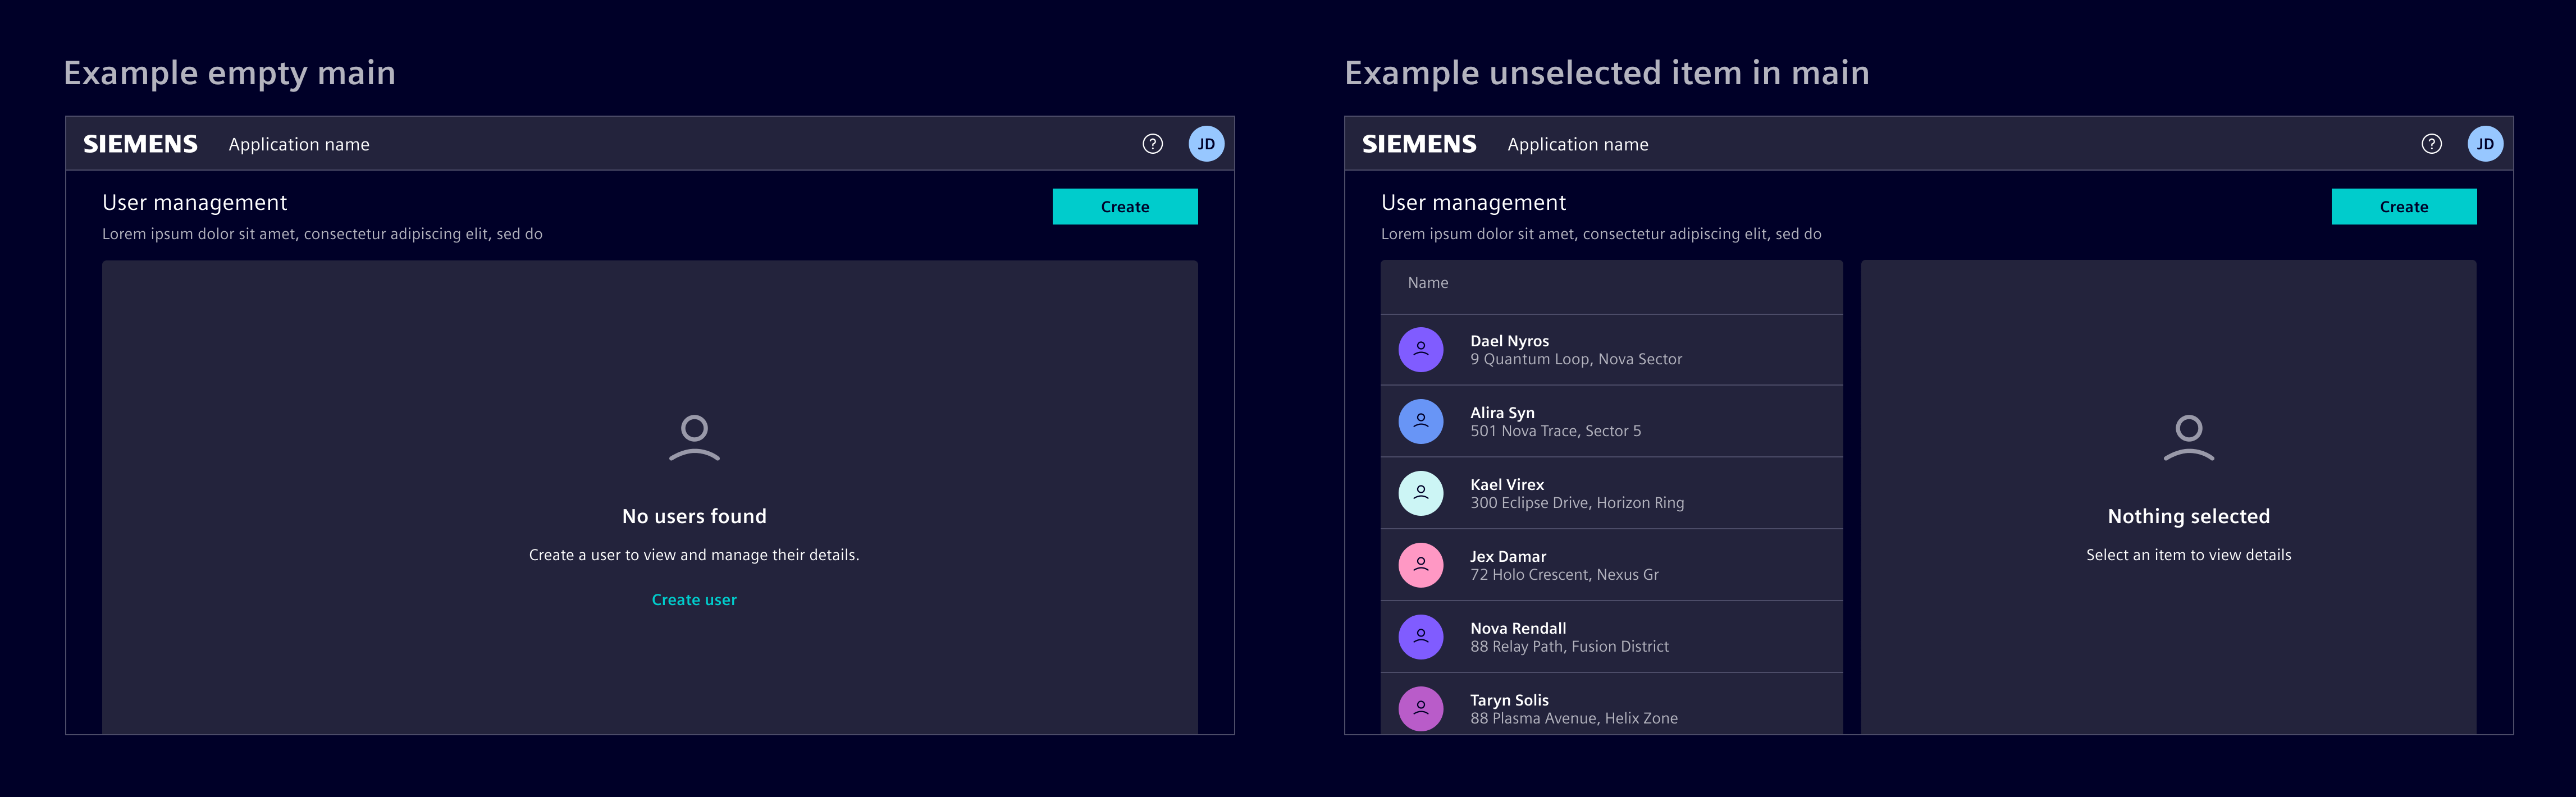 Example empty main
SIEMENS Application name ? JD
User management
Create
Lorem ipsum dolor sit amet, consectetur adipiscing elit, sed do
No users found
Create a user to view and manage their details.
Create user
Example unselected item in main
SIEMENS Application name ? JD
User management
Create
Lorem ipsum dolor sit amet, consectetur adipiscing elit, sed do
Name
Dael Nyros
9 Quantum Loop, Nova Sector
Alira Syn
501 Nova Trace, Sector 5
Kael Virex
300 Eclipse Drive, Horizon Ring
Jex Damar
72 Holo Crescent, Nexus Gr
Nova Rendall
88 Relay Path, Fusion District
Taryn Solis
88 Plasma Avenue, Helix Zone
Nothing selected
Select an item to view details